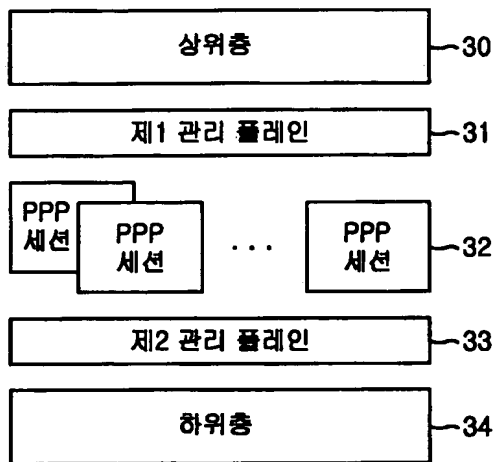 상위층 30
제1 관리 플레인 31
PPP
세션
PPP
세션
...
PPP
세션
32
제2 관리 플레인 33
하위층 34